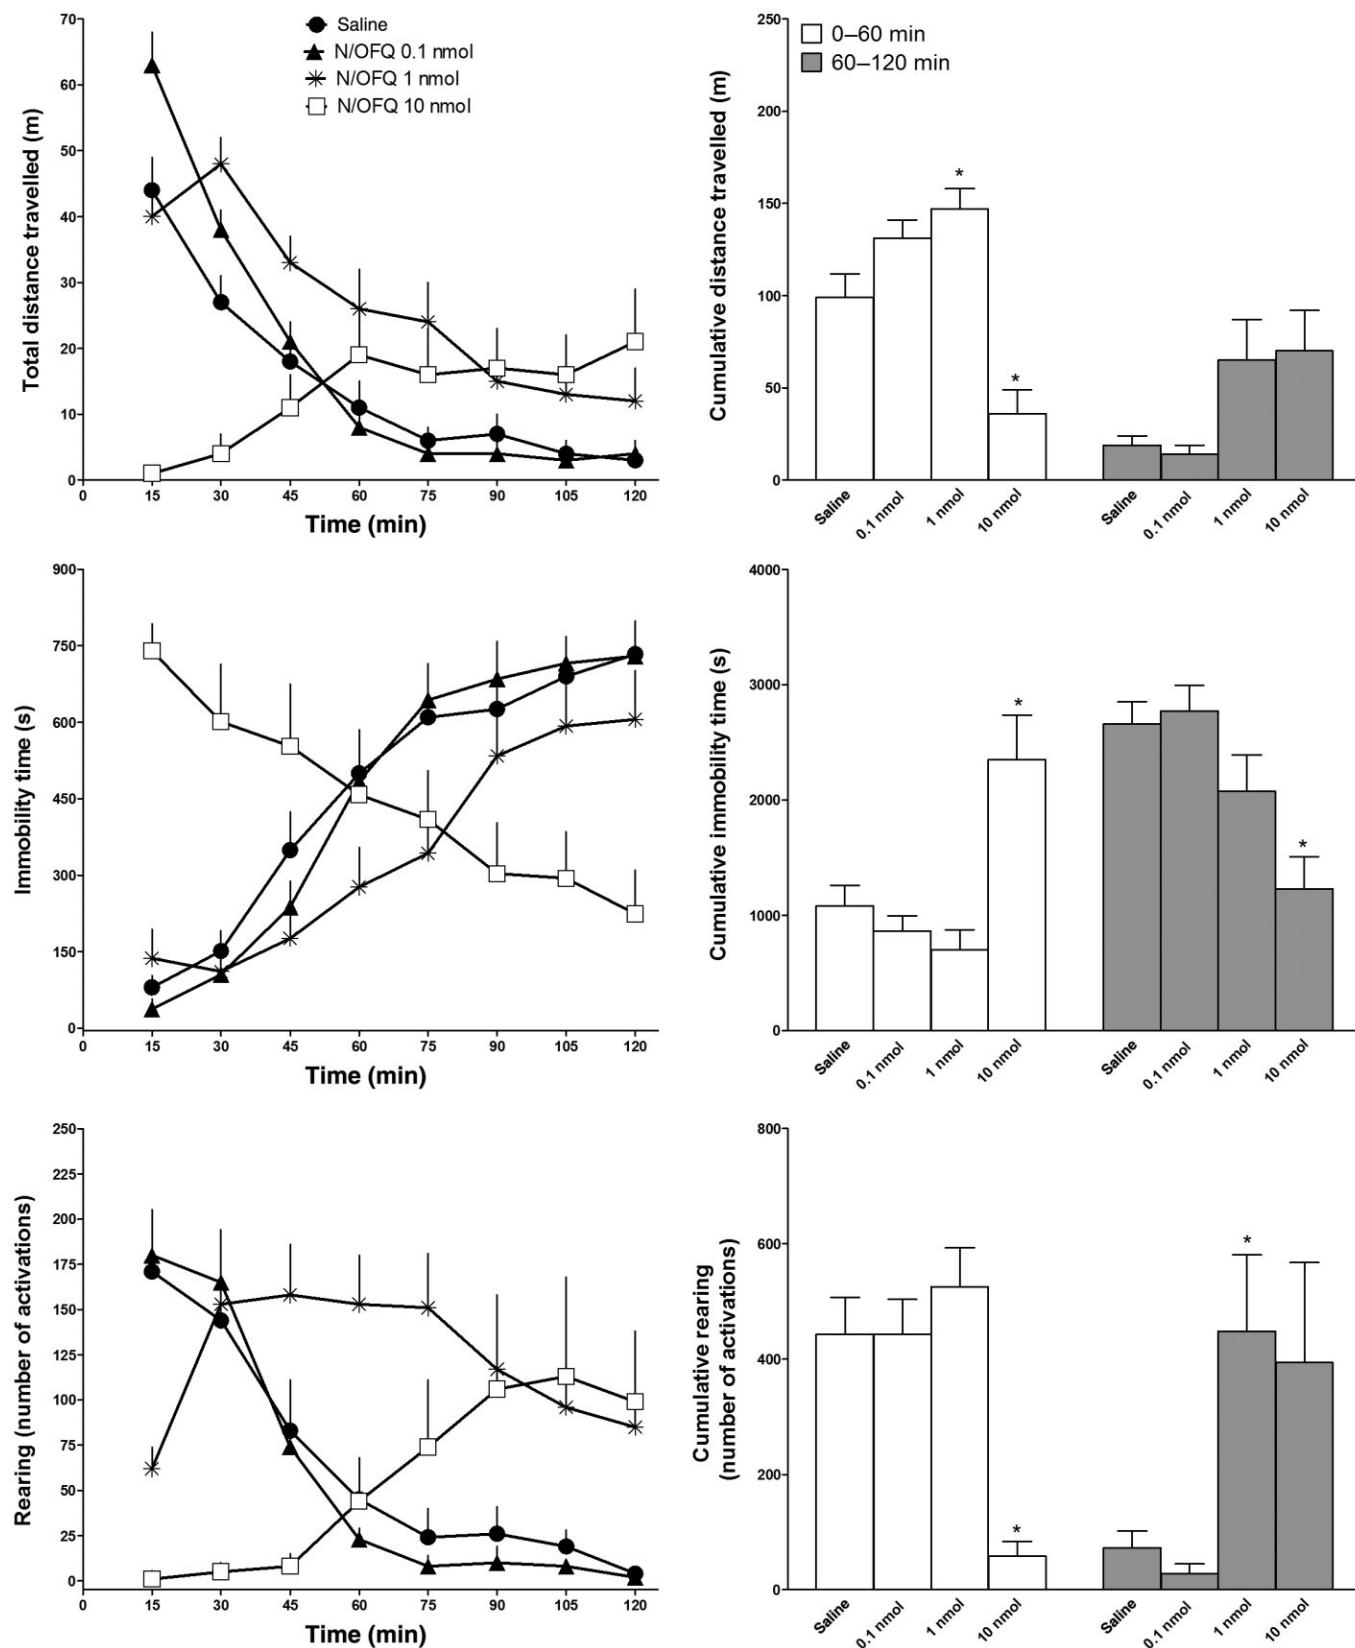 70
60
50
40
30
20
10
0
Total distance travelled (m)
Saline
N/OFQ 0.1 nmol
N/OFQ 1 nmol
N/OFQ 10 nmol
0 15 30 45 60 75 90 105 120
Time (min)
250
200
150
100
50
0
Cumulative distance travelled (m)
0–60 min
60–120 min
*
*
Saline 0.1 nmol 1 nmol 10 nmol Saline 0.1 nmol 1 nmol 10 nmol
900
750
600
450
300
150
0
Immobility time (s)
0 15 30 45 60 75 90 105 120
Time (min)
4000
3000
2000
1000
0
Cumulative immobility time (s)
*
*
Saline 0.1 nmol 1 nmol 10 nmol Saline 0.1 nmol 1 nmol 10 nmol
250
225
200
175
150
125
100
75
50
25
0
Rearing (number of activations)
0 15 30 45 60 75 90 105 120
Time (min)
800
600
400
200
0
Cumulative rearing
(number of activations)
*
*
Saline 0.1 nmol 1 nmol 10 nmol Saline 0.1 nmol 1 nmol 10 nmol